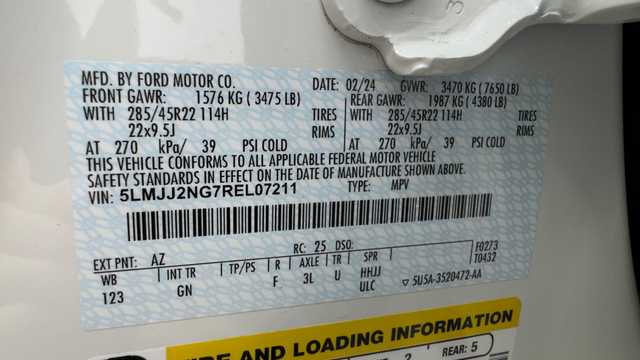 MFD. BY FORD MOTOR CO.
DATE: 02/24 GVWR: 3470 KG ( 7650 LB)
FRONT GAWR: 1576 KG ( 3475 LB)
REAR GAWR: 1987 KG ( 4380 LB)
WITH 285/45R22 114H TIRES
WITH 285/45R22 114H TIRES
22x9.5J RIMS
22x9.5J RIMS
AT 270 kPa/ 39 PSI COLD
AT 270 kPa/ 39 PSI COLD
THIS VEHICLE CONFORMS TO ALL APPLICABLE FEDERAL MOTOR VEHICLE
SAFETY STANDARDS IN EFFECT ON THE DATE OF MANUFACTURE SHOWN ABOVE.
VIN: 5LMJJ2NG7REL07211 TYPE: MPV
EXT PNT: AZ RC: 25 DSO: F0273
T0432
WB INT TR TP/PS R AXLE TR SPR
123 GN F 3L U HHJJ
ULC ▽ 5U5A-3520472-AA
TIRE AND LOADING INFORMATION
2 REAR: 5